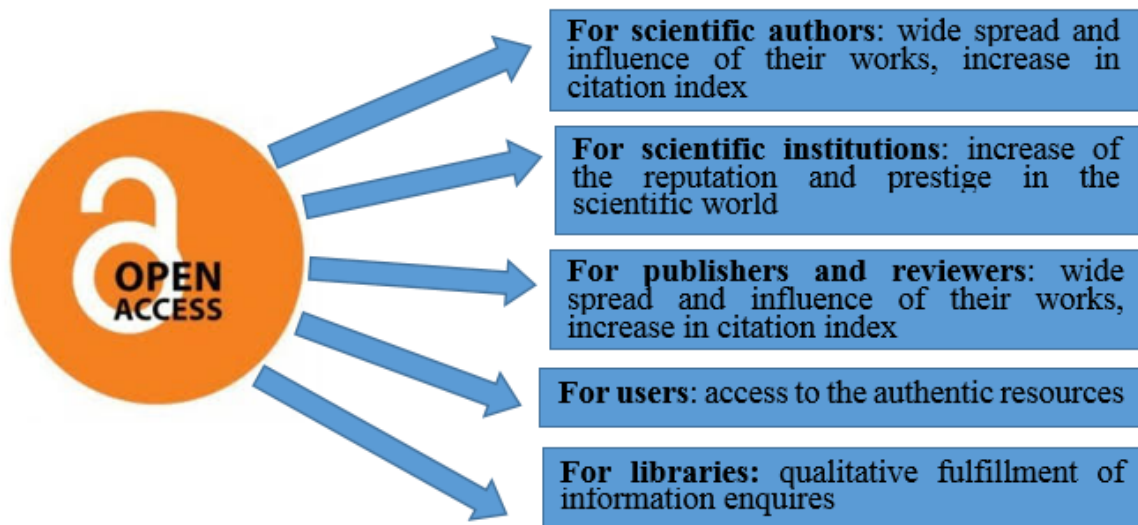 OPEN
ACCESS
For scientific authors: wide spread and
influence of their works, increase in
citation index
For scientific institutions: increase of
the reputation and prestige in the
scientific world
For publishers and reviewers: wide
spread and influence of their works,
increase in citation index
For users: access to the authentic resources
For libraries: qualitative fulfillment of
information enquires